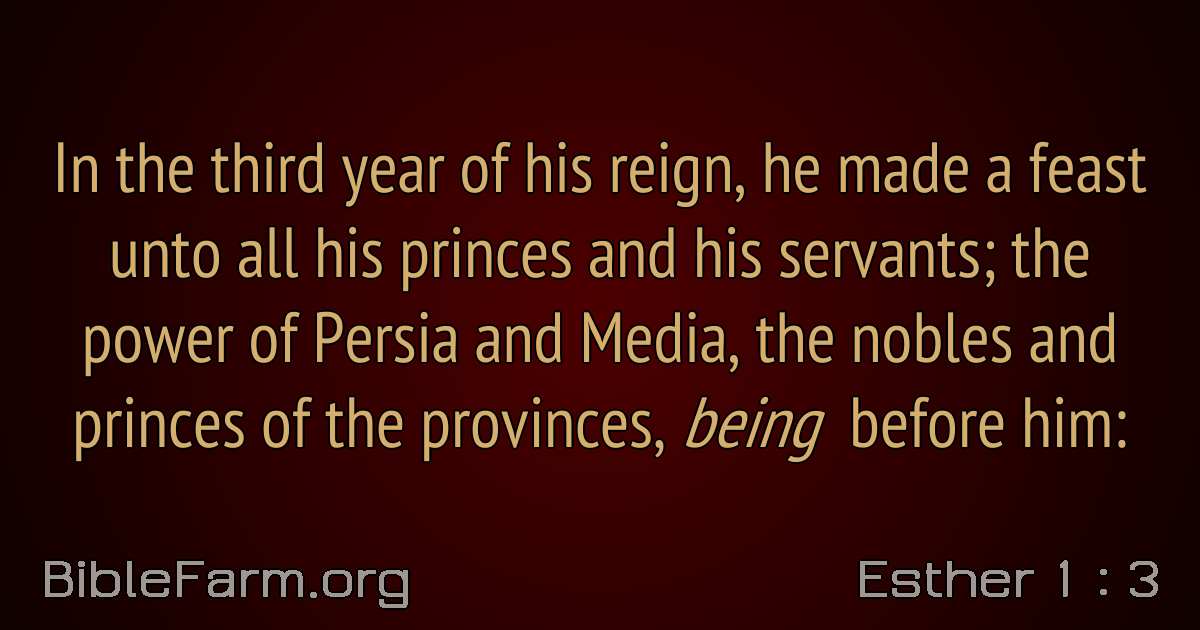 In the third year of his reign, he made a feast
unto all his princes and his servants; the
power of Persia and Media, the nobles and
princes of the provinces, being before him:
BibleFarm.org
Esther 1 : 3